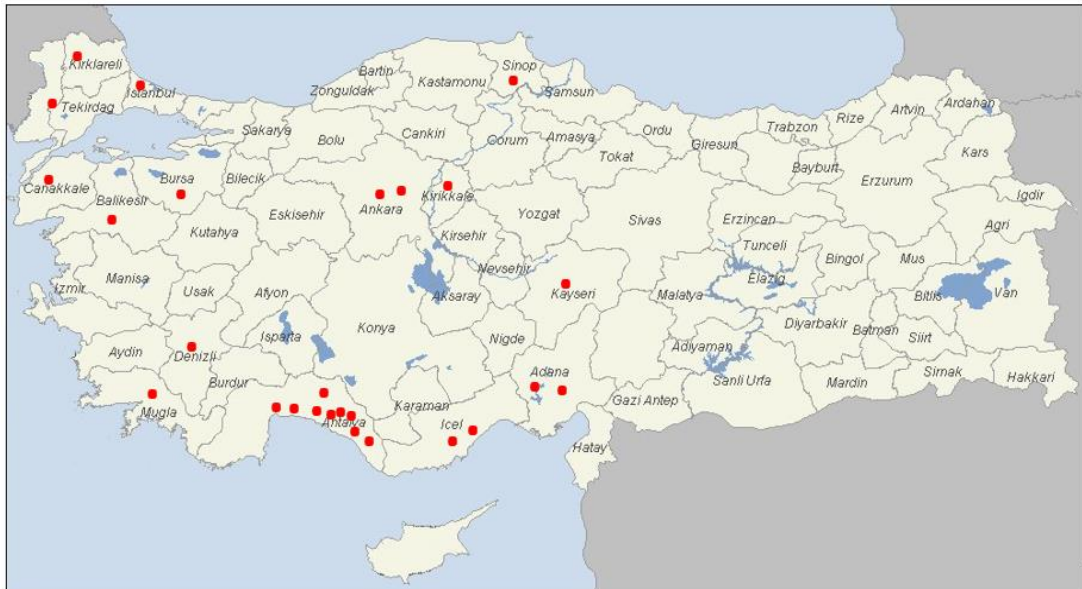 Kirklareli
Istanbul
Tekirdag
Bartin
Zonguldak
Kastamonu
Sinop
Samsun
Sakarya
Bolu
Cankiri
Corum
Amasya
Ordu
Tokat
Giresun
Trabzon
Rize
Artvin
Ardahan
Bayburt
Kars
Canakkale
Balikesir
Bursa
Bilecik
Eskisehir
Ankara
Kirikkale
Yozgat
Sivas
Erzincan
Erzurum
Igdir
Agri
Kutahya
Kirsehir
Nevsehir
Tunceli
Bingol
Mus
Manisa
Izmir
Usak
Afyon
Aksaray
Kayseri
Malatya
Elazig
Bitlis
Van
Aydin
Denizli
Isparta
Konya
Nigde
Adiyaman
Diyarbakir
Batman
Siirt
Mugla
Burdur
Antalya
Karaman
Icel
Adana
Gazi Antep
Sanli Urfa
Mardin
Sirnak
Hakkari
Hatay